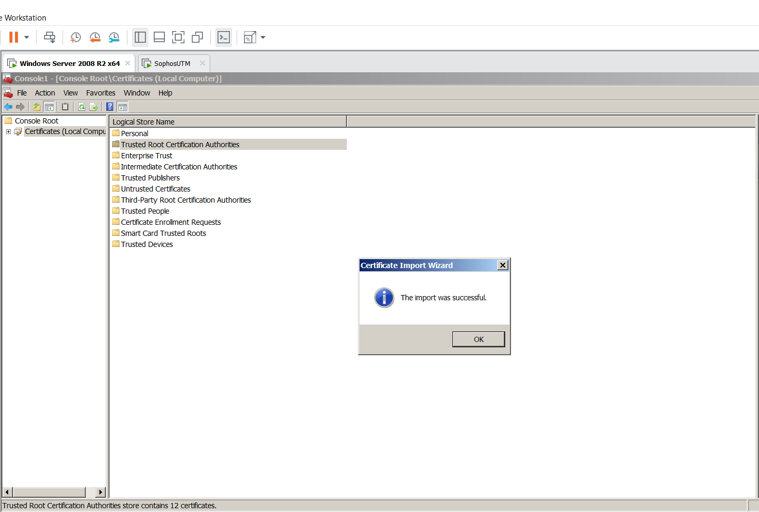 e Workstation
Windows Server 2008 R2 x64
SophosUTM
Console1 - [Console Root\Certificates (Local Computer)]
File Action View Favorites Window Help
Console Root
Certificates (Local Compu
Logical Store Name
Personal
Trusted Root Certification Authorities
Enterprise Trust
Intermediate Certification Authorities
Trusted Publishers
Untrusted Certificates
Third-Party Root Certification Authorities
Trusted People
Certificate Enrollment Requests
Smart Card Trusted Roots
Trusted Devices
Certificate Import Wizard
The import was successful.
OK
Trusted Root Certification Authorities store contains 12 certificates.